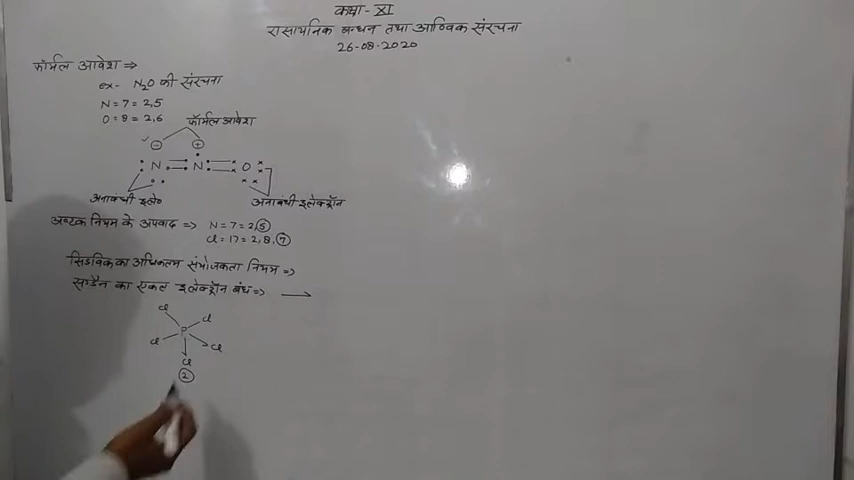 कक्षा - XI
रासायनिक बन्धन तथा आण्विक संरचना
26-08-2020
फॉर्मल आवेश ⇒
ex- N₂O की संरचना
N = 7 = 2,5
O = 8 = 2,6
फॉर्मल आवेश
⊖ ⊕
N = N = O
अनाबंधी इले० अनाबंधी इलेक्ट्रॉन
अष्टक नियम के अपवाद ⇒ N = 7 = 2,5
Cl = 17 = 2,8,7
सिडविक का अधिकतम संयोजकता नियम ⇒
सुग्डैन का एकल इलेक्ट्रॉन बंध ⇒ →
Cl Cl
P
Cl Cl
Cl
2